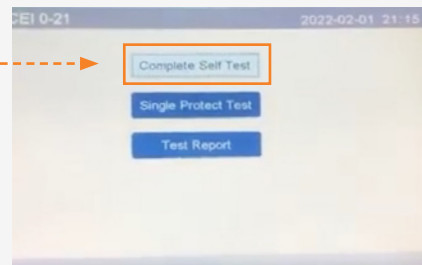 CEI 0-21 2022-02-01 21:15
Complete Self Test
Single Protect Test
Test Report